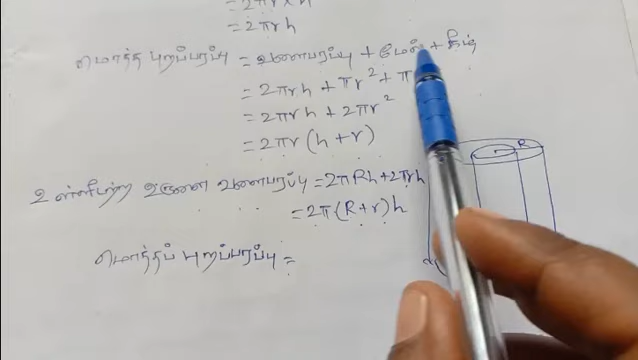 = 2πrh
மொத்த புறப்பரப்பு = வளைபரப்பு + மேல் + கீழ்
= 2πrh + πr² + π
= 2πrh + 2πr²
= 2πr (h + r)
R
உள்ளீடற்ற உருளை வளைபரப்பு = 2πRh + 2πrh
= 2π (R + r) h
மொத்தப் புறப்பரப்பு =